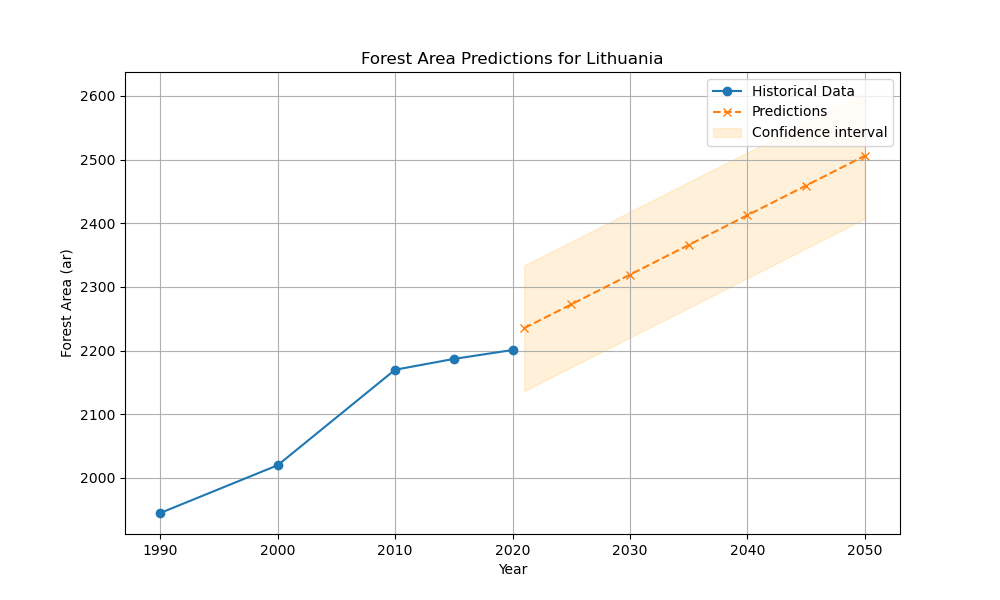 Forest Area Predictions for Lithuania
Historical Data
Predictions
Confidence interval
Forest Area (ar)
2600
2500
2400
2300
2200
2100
2000
1990 2000 2010 2020 2030 2040 2050
Year